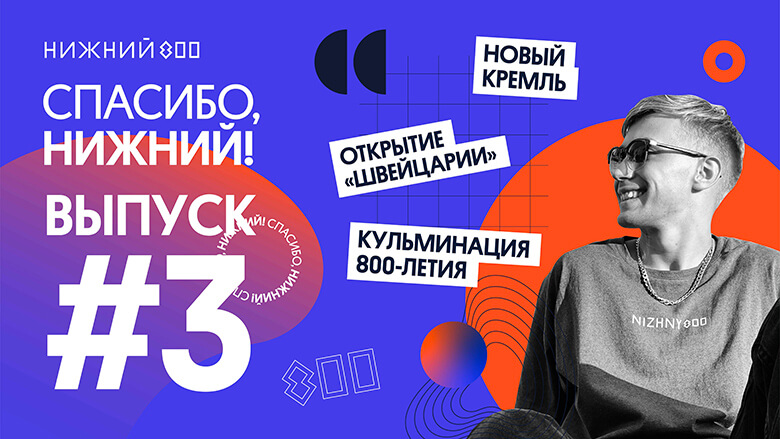 НИЖНИЙ 800
СПАСИБО,
НИЖНИЙ!
ВЫПУСК
#3
НИЖНИЙ! СПАСИБО, НИЖНИЙ! СПАСИБО,
НОВЫЙ
КРЕМЛЬ
ОТКРЫТИЕ
«ШВЕЙЦАРИИ»
КУЛЬМИНАЦИЯ
800-ЛЕТИЯ
800
NIZHNY 800